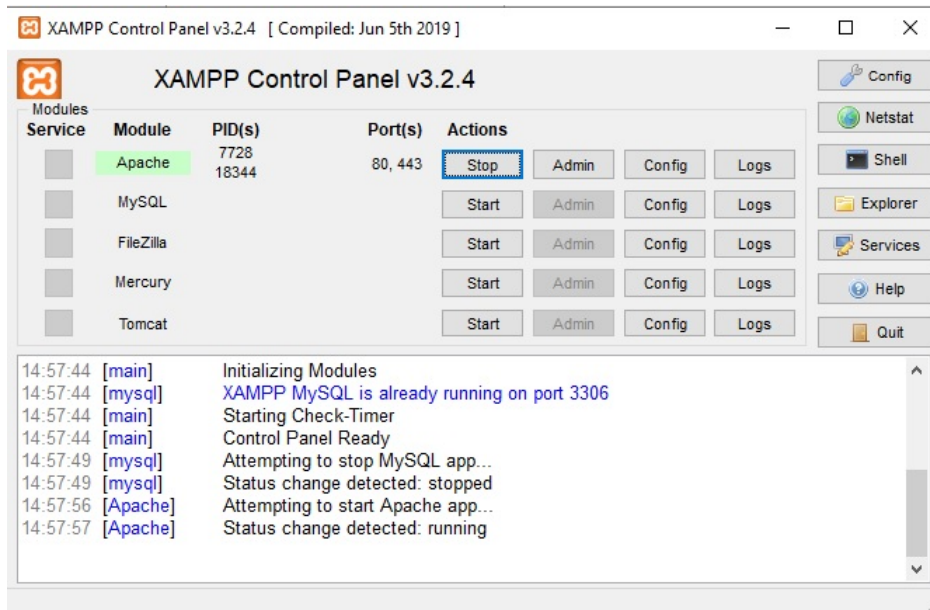 XAMPP Control Panel v3.2.4 [ Compiled: Jun 5th 2019 ]
XAMPP Control Panel v3.2.4
Config
Modules
Netstat
Service Module PID(s) Port(s) Actions
Apache 7728 80, 443 Stop Admin Config Logs
18344
Shell
MySQL Start Admin Config Logs
Explorer
FileZilla Start Admin Config Logs
Services
Mercury Start Admin Config Logs
Help
Tomcat Start Admin Config Logs
Quit
14:57:44 [main] Initializing Modules
14:57:44 [mysql] XAMPP MySQL is already running on port 3306
14:57:44 [main] Starting Check-Timer
14:57:44 [main] Control Panel Ready
14:57:49 [mysql] Attempting to stop MySQL app...
14:57:49 [mysql] Status change detected: stopped
14:57:56 [Apache] Attempting to start Apache app...
14:57:57 [Apache] Status change detected: running